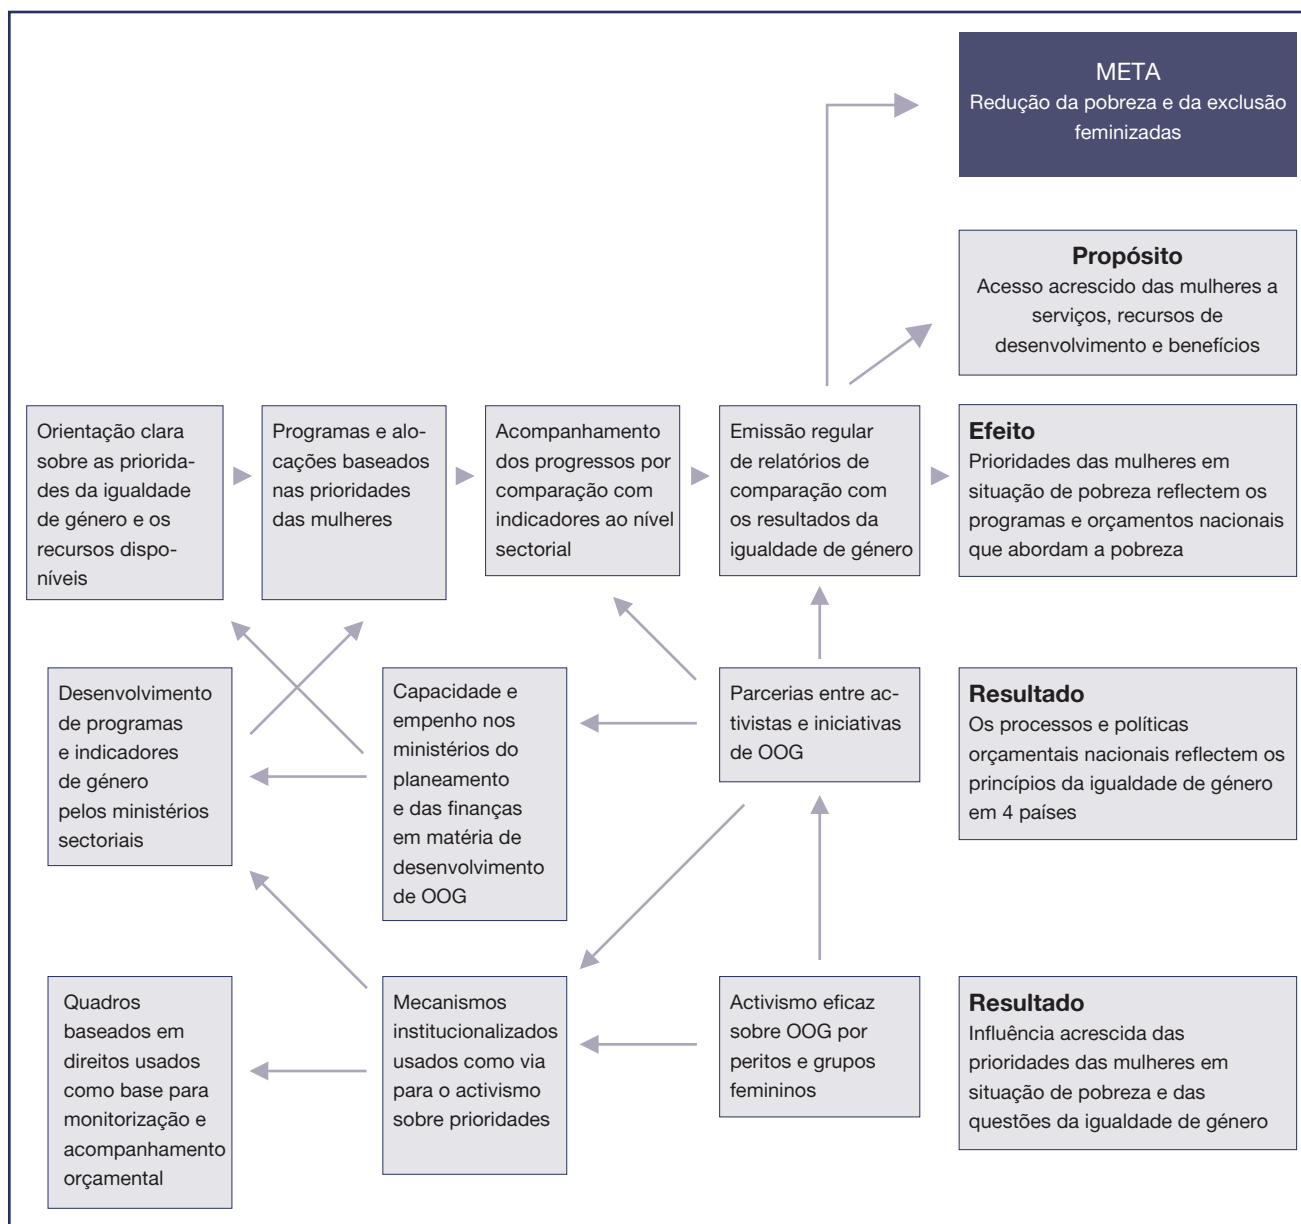 META
Redução da pobreza e da exclusão
feminizadas
Propósito
Acesso acrescido das mulheres a
serviços, recursos de
desenvolvimento e benefícios
Orientação clara
sobre as priorida-
des da igualdade
de género e os
recursos dispo-
níveis
Programas e alo-
cações baseados
nas prioridades
das mulheres
Acompanhamento
dos progressos por
comparação com
indicadores ao nível
sectorial
Emissão regular
de relatórios de
comparação com
os resultados da
igualdade de género
Efeito
Prioridades das mulheres em
situação de pobreza reflectem os
programas e orçamentos nacionais
que abordam a pobreza
Desenvolvimento
de programas
e indicadores
de género
pelos ministérios
sectoriais
Capacidade e
empenho nos
ministérios do
planeamento
e das finanças
em matéria de
desenvolvimento
de OOG
Parcerias entre ac-
tivistas e iniciativas
de OOG
Resultado
Os processos e políticas
orçamentais nacionais reflectem os
princípios da igualdade de género
em 4 países
Quadros
baseados em
direitos usados
como base para
monitorização e
acompanhamento
orçamental
Mecanismos
institucionalizados
usados como via
para o activismo
sobre prioridades
Activismo eficaz
sobre OOG por
peritos e grupos
femininos
Resultado
Influência acrescida das
prioridades das mulheres em
situação de pobreza e das
questões da igualdade de género